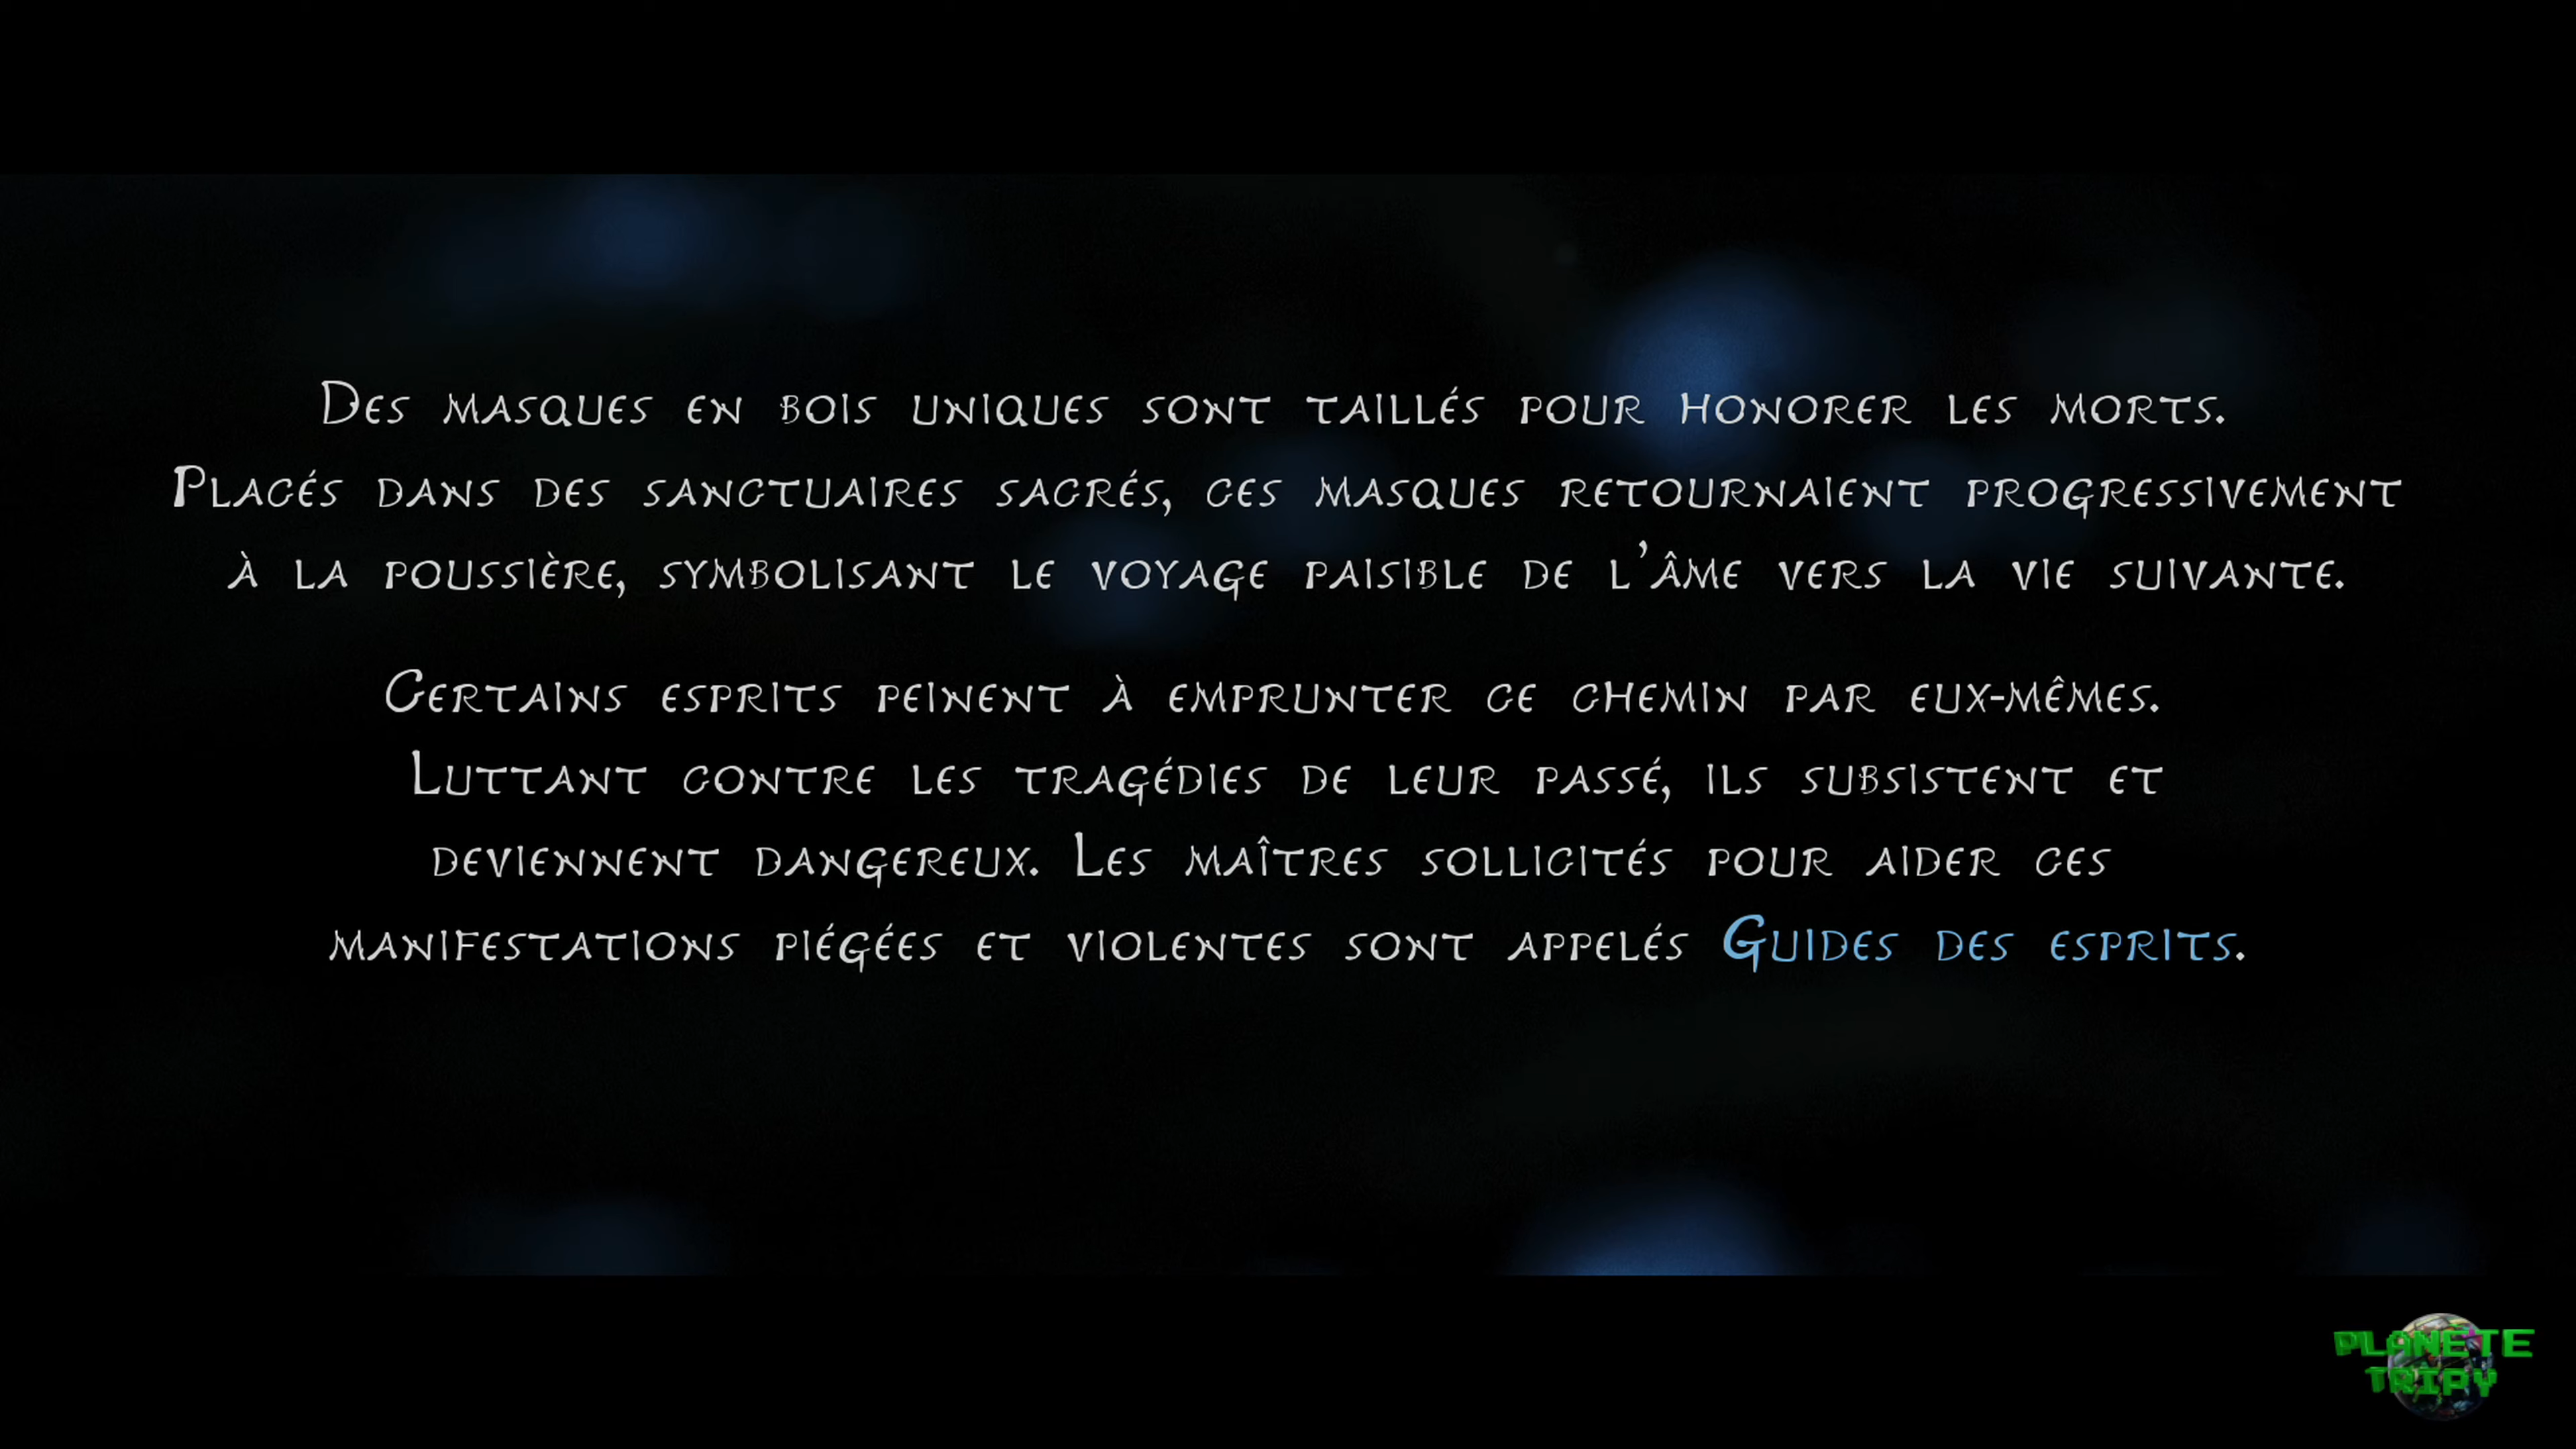 Des masques en bois uniques sont taillés pour honorer les morts.
Placés dans des sanctuaires sacrés, ces masques retournaient progressivement
à la poussière, symbolisant le voyage paisible de l'âme vers la vie suivante.
Certains esprits peinent à emprunter ce chemin par eux-mêmes.
Luttant contre les tragédies de leur passé, ils subsistent et
deviennent dangereux. Les maîtres sollicités pour aider ces
manifestations piégées et violentes sont appelés Guides des esprits.
PLANÈTE
TRIPY